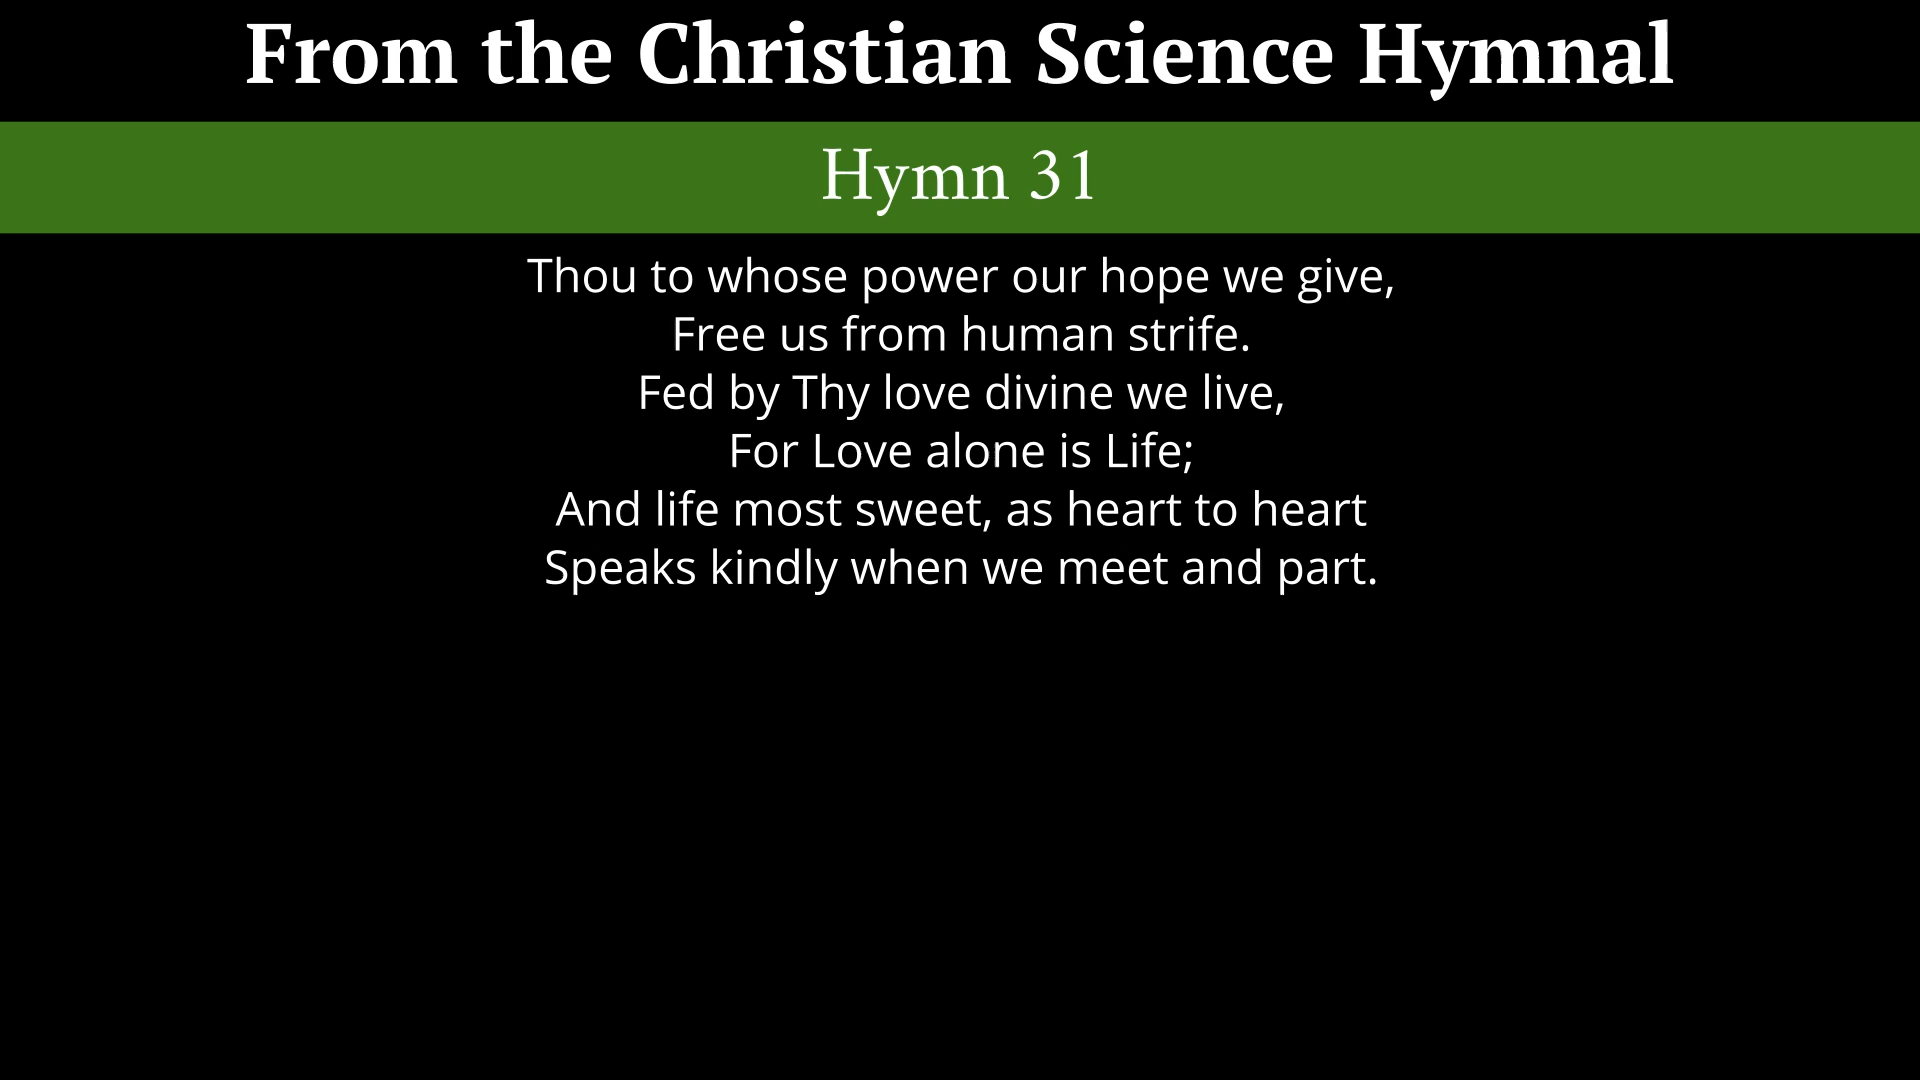 From the Christian Science Hymnal
Hymn 31
Thou to whose power our hope we give,
Free us from human strife.
Fed by Thy love divine we live,
For Love alone is Life;
And life most sweet, as heart to heart
Speaks kindly when we meet and part.